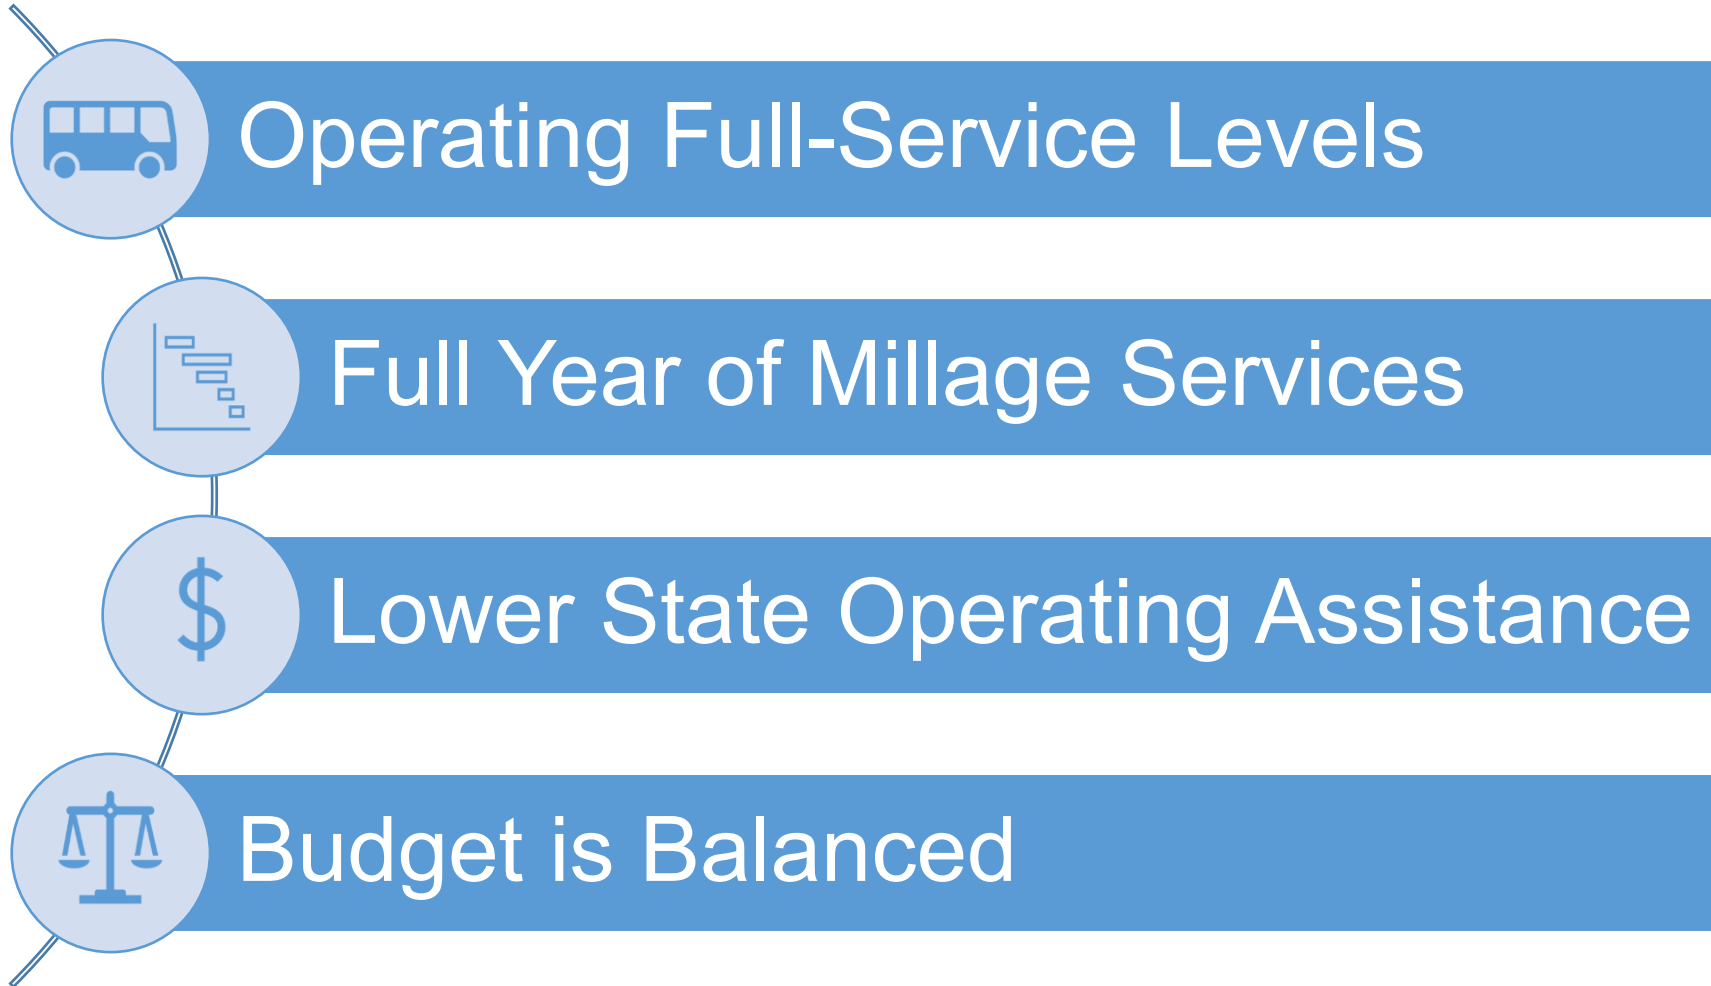 Operating Full-Service Levels
Full Year of Millage Services
Lower State Operating Assistance
Budget is Balanced